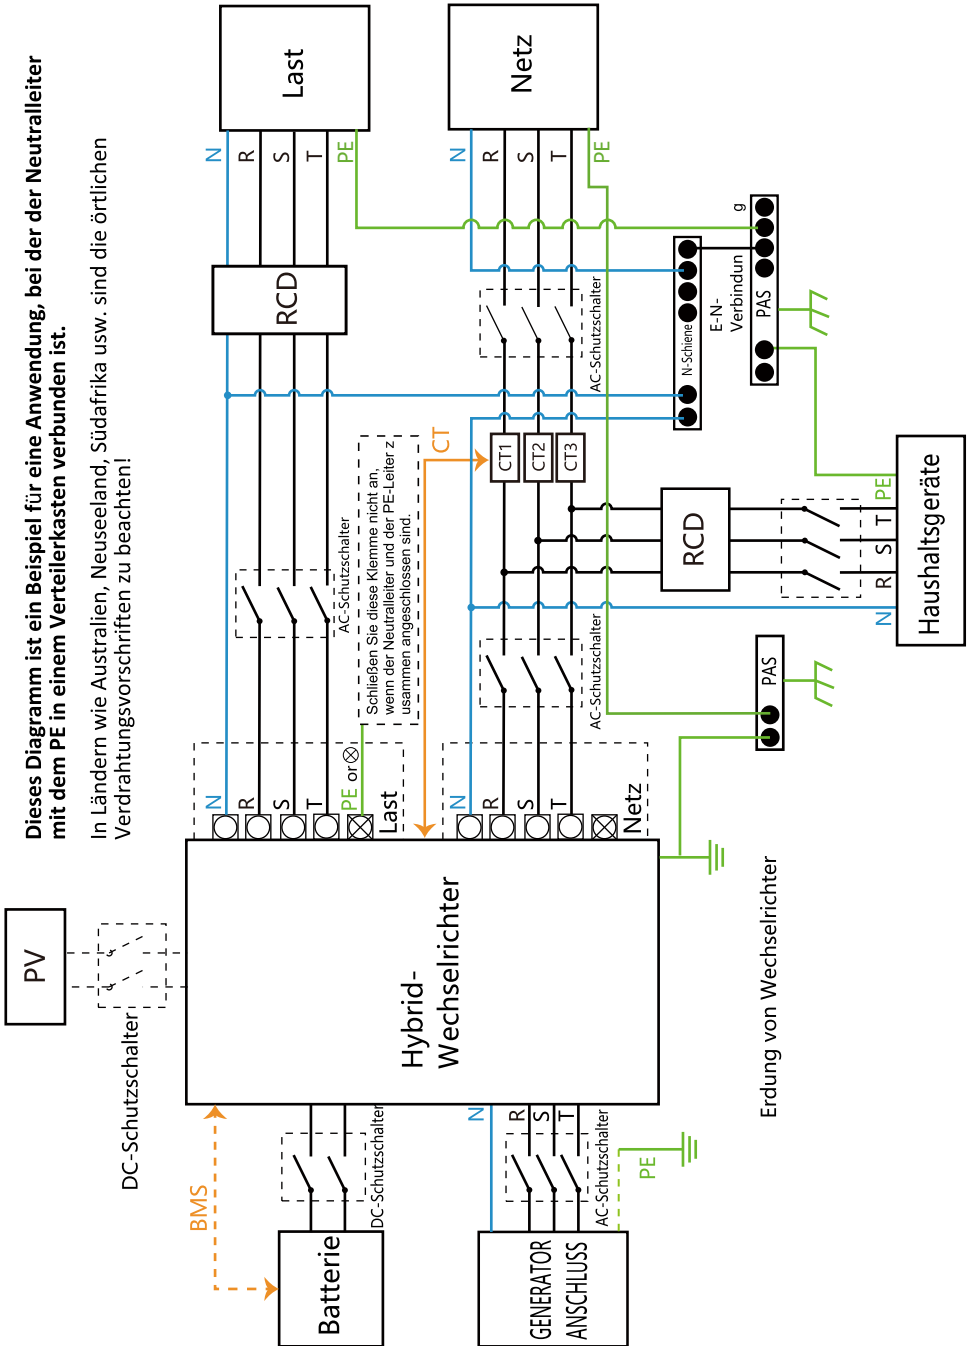 Dieses Diagramm ist ein Beispiel für eine Anwendung, bei der der Neutralleiter
mit dem PE in einem Verteilerkasten verbunden ist.
In Ländern wie Australien, Neuseeland, Südafrika usw. sind die örtlichen
Verdrahtungsvorschriften zu beachten!
PV
DC-Schutzschalter
BMS
Batterie
DC-Schutzschalter
Hybrid-
Wechselrichter
GENERATOR
ANSCHLUSS
N
R
S
T
AC-Schutzschalter
PE
Erdung von Wechselrichter
N
R
S
T
PE or
Last
N
R
S
T
Netz
AC-Schutzschalter
Schließen Sie diese Klemme nicht an,
wenn der Neutralleiter und der PE-Leiter z
usammen angeschlossen sind.
CT
AC-Schutzschalter
CT1
CT2
CT3
RCD
RCD
AC-Schutzschalter
N
R
S
T
PE
Last
N
R
S
T
PE
Netz
N-Schiene
E-N-
Verbindun
g
PAS
PAS
N
R
S
T
PE
Haushaltsgeräte